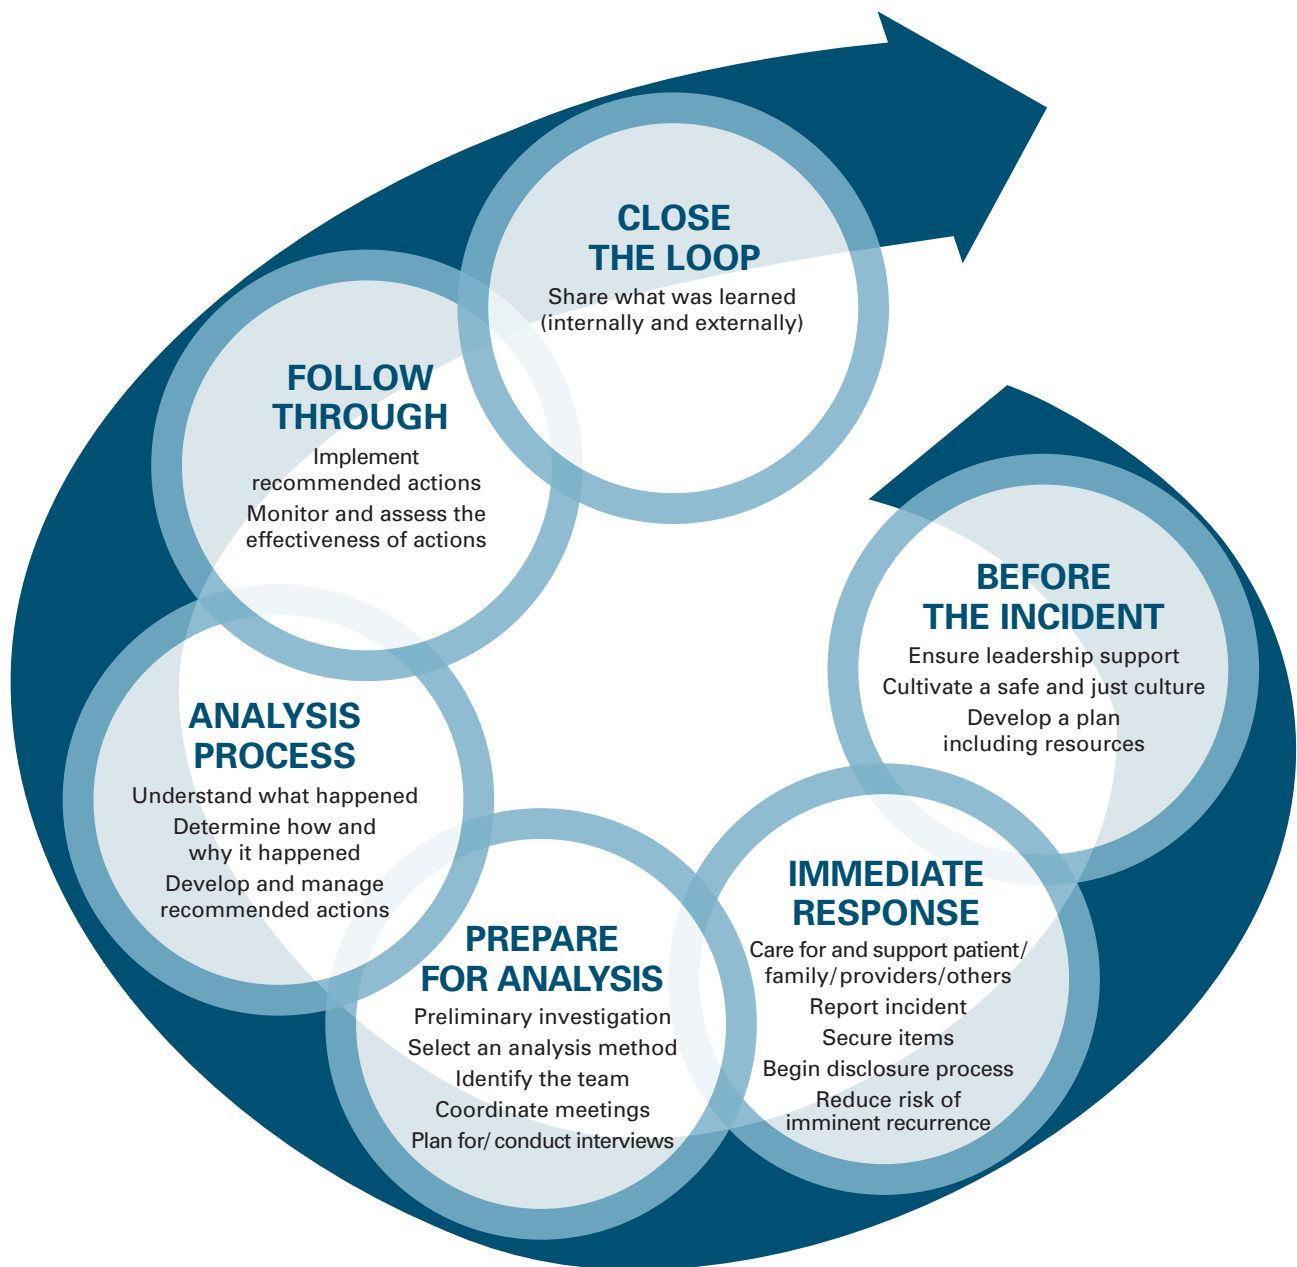 CLOSE
THE LOOP
Share what was learned
(internally and externally)
FOLLOW
THROUGH
Implement
recommended actions
Monitor and assess the
effectiveness of actions
BEFORE
THE INCIDENT
Ensure leadership support
Cultivate a safe and just culture
Develop a plan
including resources
ANALYSIS
PROCESS
Understand what happened
Determine how and
why it happened
Develop and manage
recommended actions
IMMEDIATE
RESPONSE
Care for and support patient/
family/providers/others
Report incident
Secure items
Begin disclosure process
Reduce risk of
imminent recurrence
PREPARE
FOR ANALYSIS
Preliminary investigation
Select an analysis method
Identify the team
Coordinate meetings
Plan for/ conduct interviews